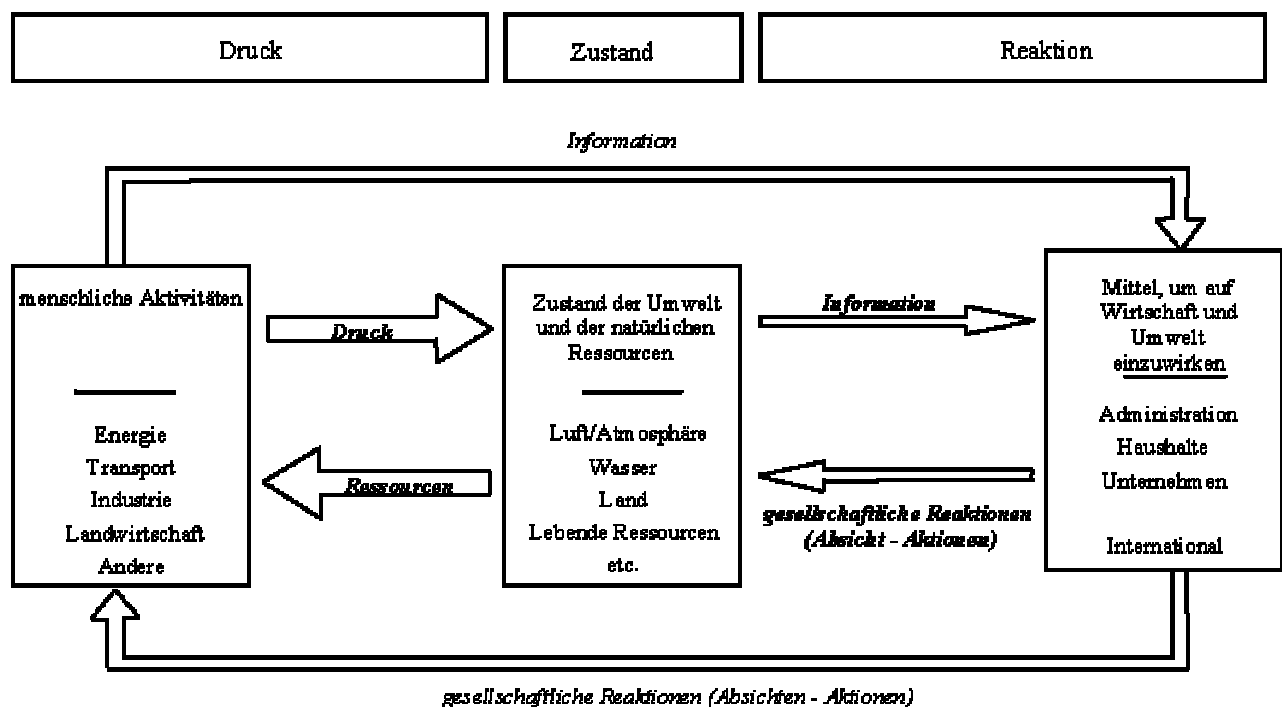 Druck
Zustand
Reaktion
Information
menschliche Aktivitäten
Energie
Transport
Industrie
Landwirtschaft
Andere
Druck
Ressourcen
Zustand der Umwelt
und der natürlichen
Ressourcen
Luft/Atmosphäre
Wasser
Land
Lebende Ressourcen
etc.
Information
gesellschaftliche Reaktionen
(Absicht - Aktionen)
Mittel, um auf
Wirtschaft und
Umwelt
einzuwirken
Administration
Haushalte
Unternehmen
International
gesellschaftliche Reaktionen (Absichten - Aktionen)